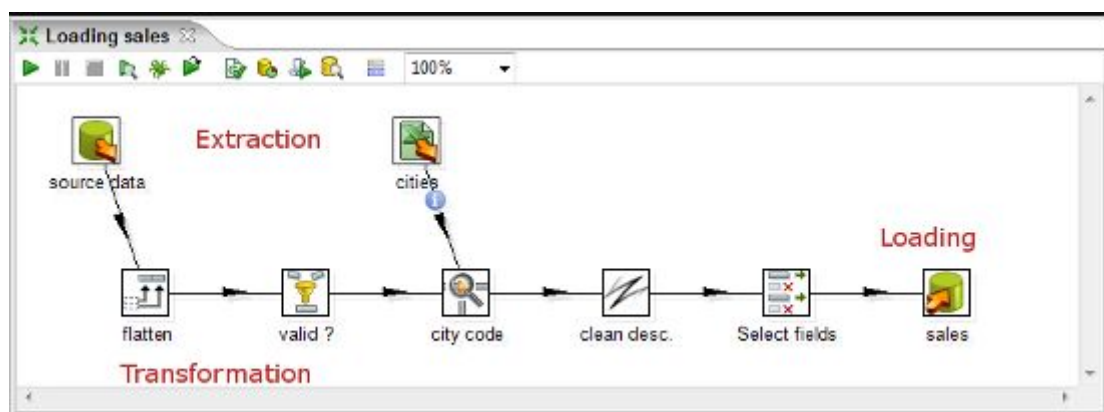 Loading sales
100%
Extraction
source data
cities
Loading
flatten
valid ?
city code
clean desc.
Select fields
sales
Transformation